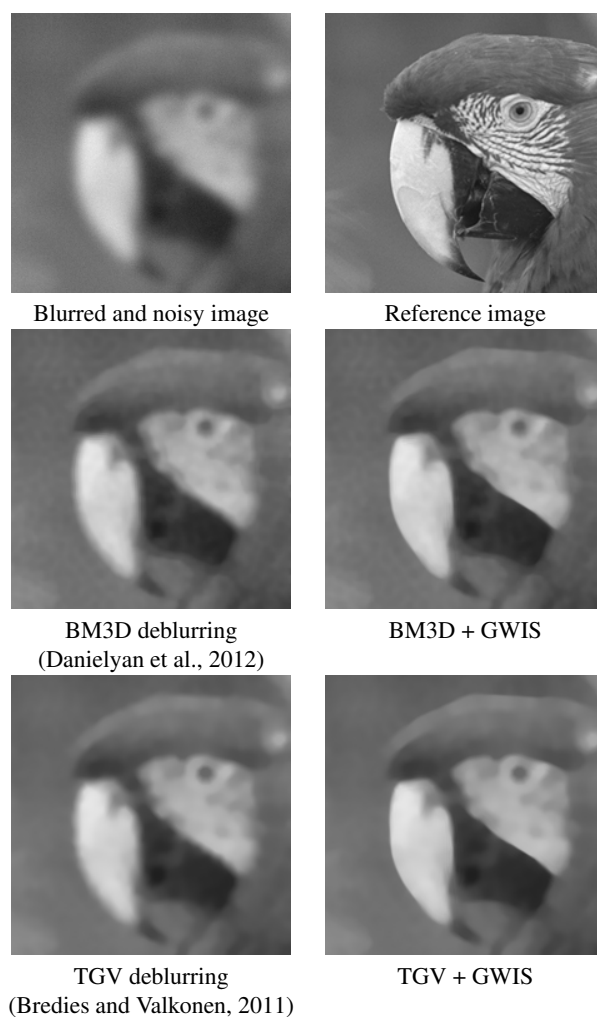 Blurred and noisy image
Reference image
BM3D deblurring
(Danielyan et al., 2012)
BM3D + GWIS
TGV deblurring
(Bredies and Valkonen, 2011)
TGV + GWIS